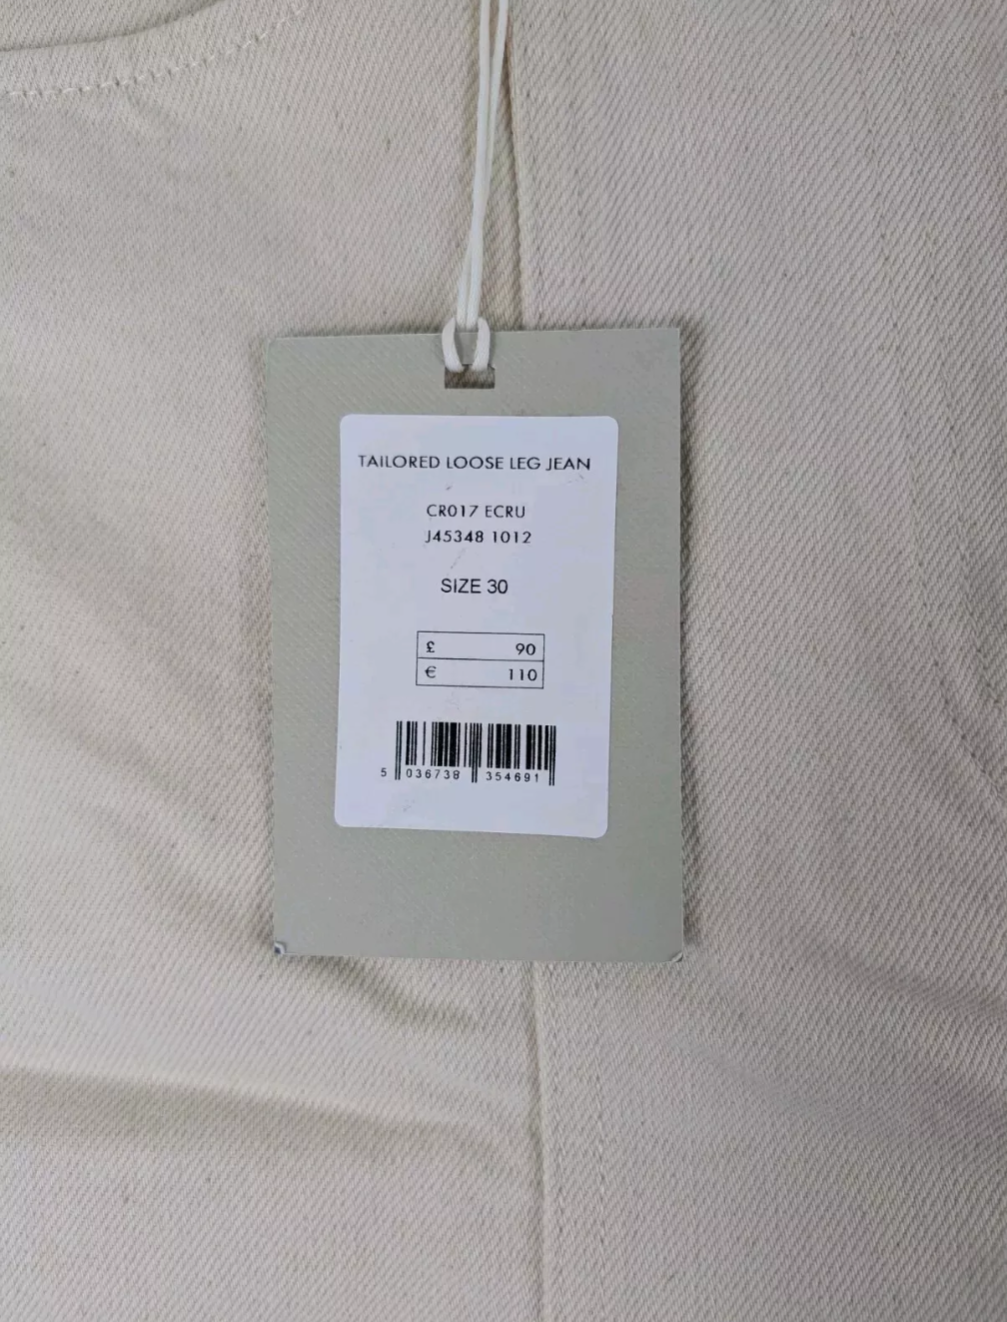 TAILORED LOOSE LEG JEAN
CR017 ECRU
J45348 1012
SIZE 30
£ 90
€ 110
5 036738 354691